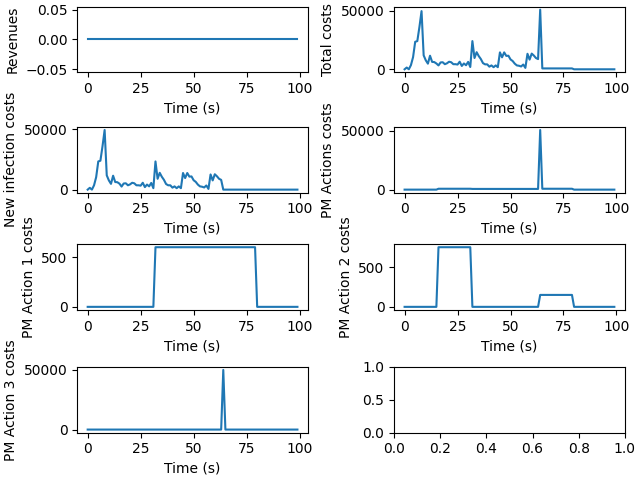 Revenues
0.05
0.00
−0.05
0 25 50 75 100
Time (s)
Total costs
50000
0
0 25 50 75 100
Time (s)
New infection costs
50000
0
0 25 50 75 100
Time (s)
PM Actions costs
50000
0
0 25 50 75 100
Time (s)
PM Action 1 costs
500
0
0 25 50 75 100
Time (s)
PM Action 2 costs
500
0
0 25 50 75 100
Time (s)
PM Action 3 costs
50000
0
0 25 50 75 100
Time (s)
1.0
0.5
0.0
0.0 0.2 0.4 0.6 0.8 1.0